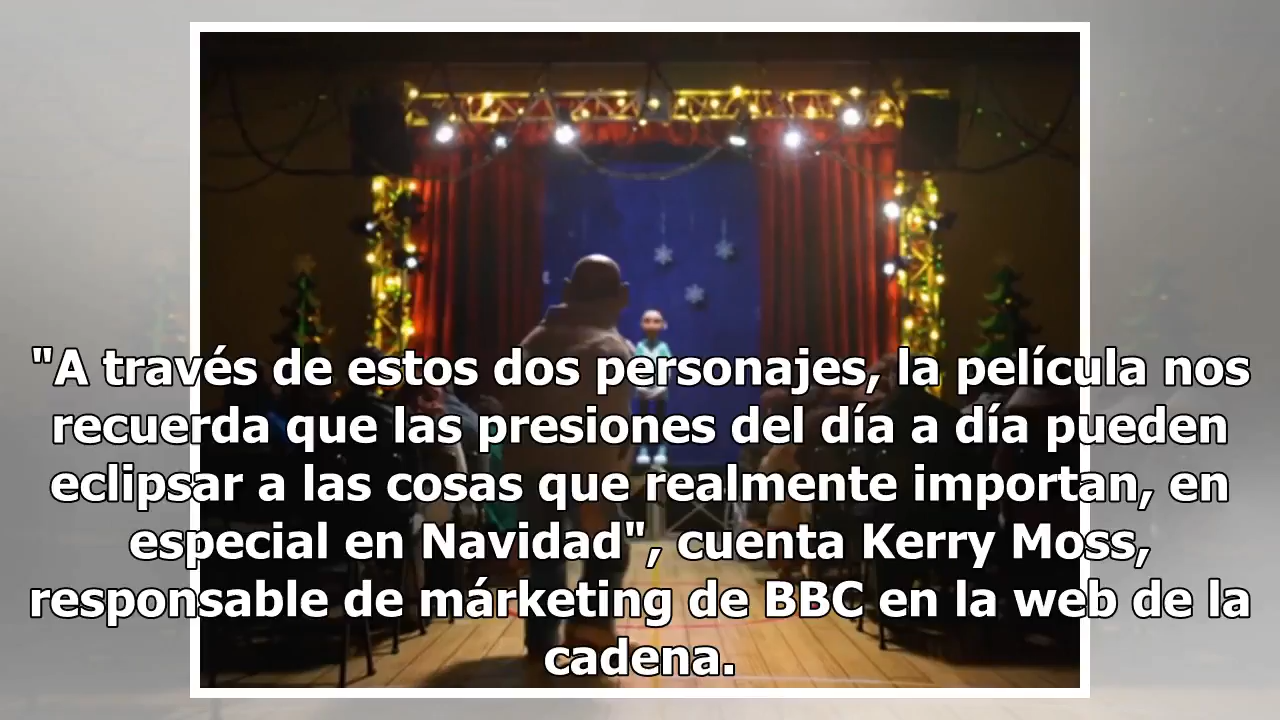 "A través de estos dos personajes, la película nos
recuerda que las presiones del día a día pueden
eclipsar a las cosas que realmente importan, en
especial en Navidad", cuenta Kerry Moss,
responsable de márketing de BBC en la web de la
cadena.